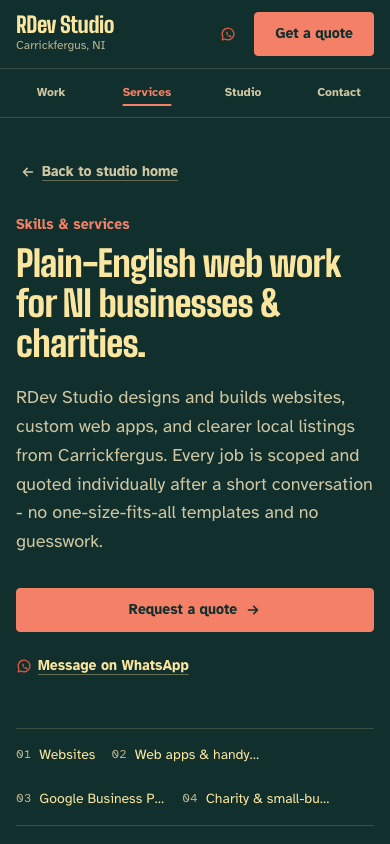 RDev Studio
Carrickfergus, NI
Get a quote
Work
Services
Studio
Contact
← Back to studio home
Skills & services
Plain-English web work
for NI businesses &
charities.
RDev Studio designs and builds websites,
custom web apps, and clearer local listings
from Carrickfergus. Every job is scoped and
quoted individually after a short conversation
- no one-size-fits-all templates and no
guesswork.
Request a quote →
Message on WhatsApp
01 Websites 02 Web apps & handy...
03 Google Business P... 04 Charity & small-bu...